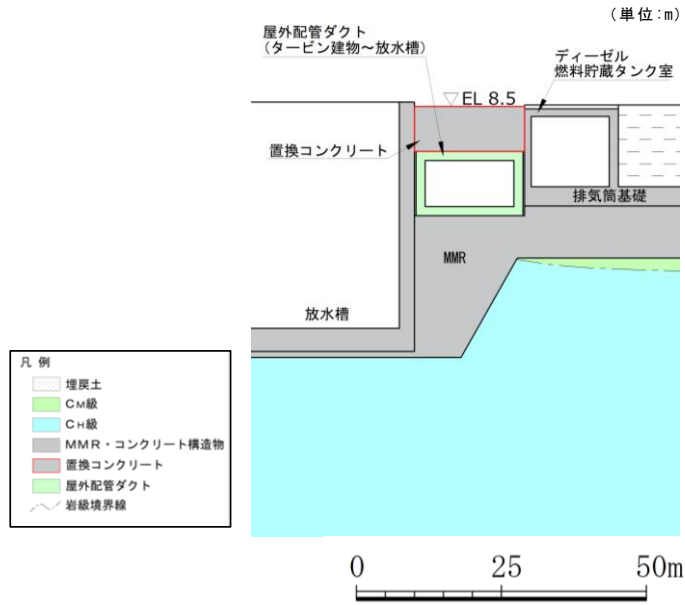 (単位:m)
屋外配管ダクト
(タービン建物~放水槽)
ディーゼル
燃料貯蔵タンク室
EL 8.5
置換コンクリート
排気筒基礎
MMR
放水槽
凡 例
埋戻土
CM級
CH級
MMR・コンクリート構造物
置換コンクリート
屋外配管ダクト
岩級境界線
0 25 50m